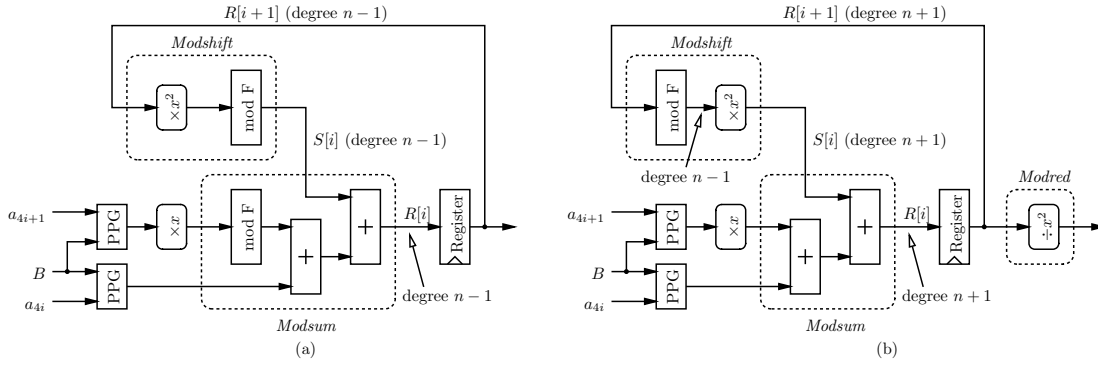 R[i+1] (degree n−1)
Modshift
×x²
mod F
S[i] (degree n−1)
a₄ᵢ₊₁
PPG
×x
mod F
+
+
R[i]
Register
B
PPG
a₄ᵢ
degree n−1
Modsum
(a)
R[i+1] (degree n+1)
Modshift
mod F
×x²
degree n−1
S[i] (degree n+1)
Modred
a₄ᵢ₊₁
PPG
×x
+
+
R[i]
Register
÷x²
B
PPG
a₄ᵢ
degree n+1
Modsum
(b)